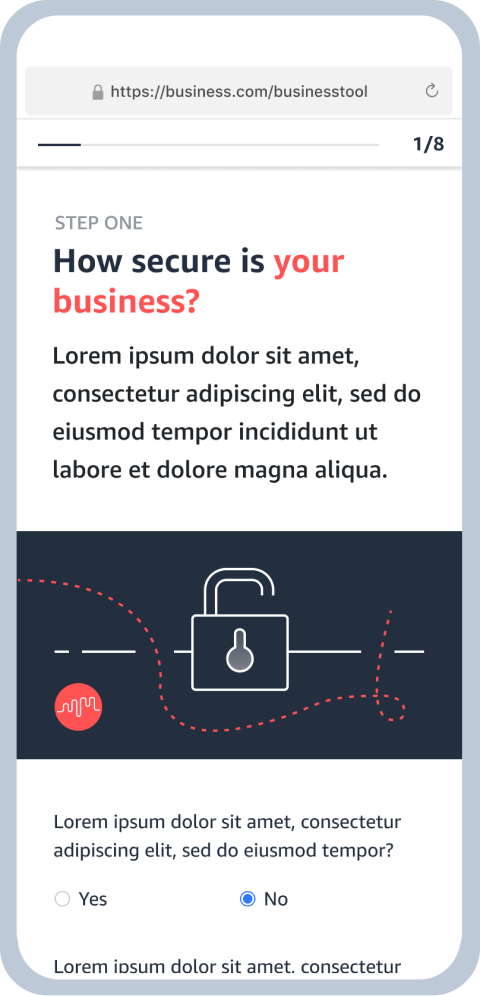 https://business.com/businesstool
1/8
STEP ONE
How secure is your
business?
Lorem ipsum dolor sit amet,
consectetur adipiscing elit, sed do
eiusmod tempor incididunt ut
labore et dolore magna aliqua.
Lorem ipsum dolor sit amet, consectetur
adipiscing elit, sed do eiusmod tempor?
Yes
No
Lorem ipsum dolor sit amet, consectetur